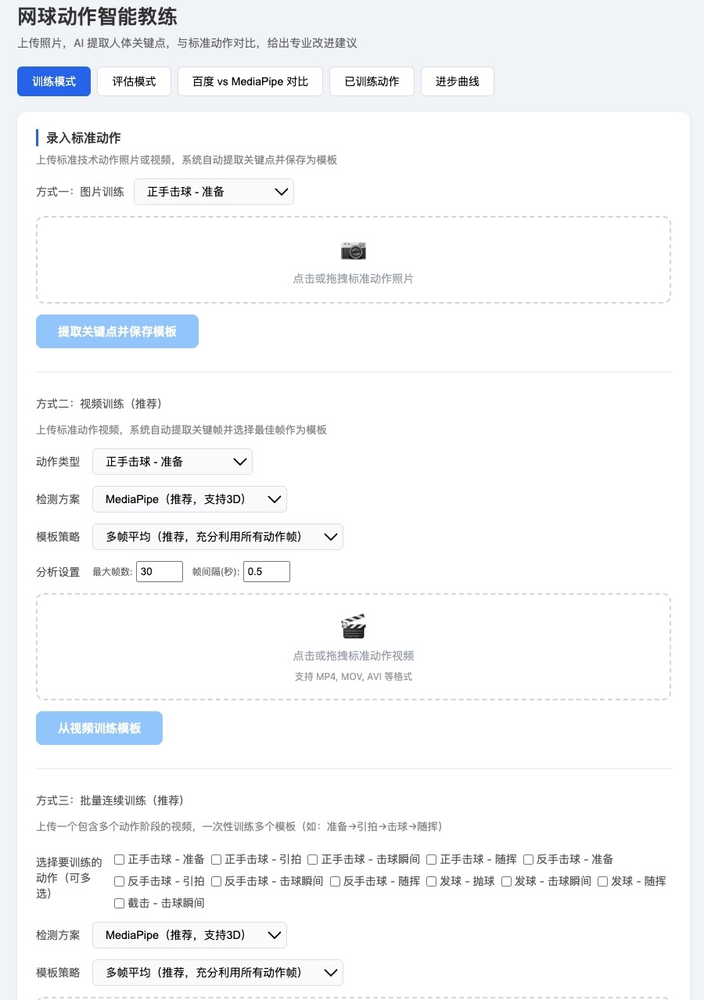 网球动作智能教练
上传照片，AI 提取人体关键点，与标准动作对比，给出专业改进建议
训练模式 评估模式 百度 vs MediaPipe 对比 已训练动作 进步曲线
录入标准动作
上传标准技术动作照片或视频，系统自动提取关键点并保存为模板
方式一：图片训练 正手击球 - 准备
点击或拖拽标准动作照片
提取关键点并保存模板
方式二：视频训练（推荐）
上传标准动作视频，系统自动提取关键帧并选择最佳帧作为模板
动作类型 正手击球 - 准备
检测方案 MediaPipe（推荐，支持3D）
模板策略 多帧平均（推荐，充分利用所有动作帧）
分析设置 最大帧数: 30 帧间隔(秒): 0.5
点击或拖拽标准动作视频
支持 MP4, MOV, AVI 等格式
从视频训练模板
方式三：批量连续训练（推荐）
上传一个包含多个动作阶段的视频，一次性训练多个模板（如：准备→引拍→击球→随挥）
选择要训练的动作（可多选）
正手击球 - 准备 正手击球 - 引拍 正手击球 - 击球瞬间 正手击球 - 随挥 反手击球 - 准备
反手击球 - 引拍 反手击球 - 击球瞬间 反手击球 - 随挥 发球 - 抛球 发球 - 击球瞬间 发球 - 随挥
截击 - 击球瞬间
检测方案 MediaPipe（推荐，支持3D）
模板策略 多帧平均（推荐，充分利用所有动作帧）